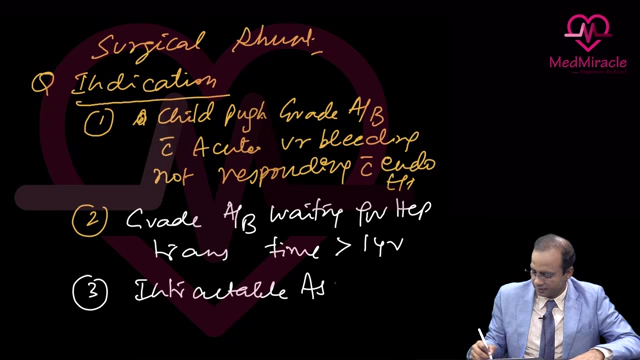 MedMiracle
Surgical Shunt
Q Indication
① Child Pugh Grade A/B
c̄ Acute vr bleeding
not responding c̄ endo
② Grade A/B waiting for Hep
trans time > 1 yr
③ Intractable As